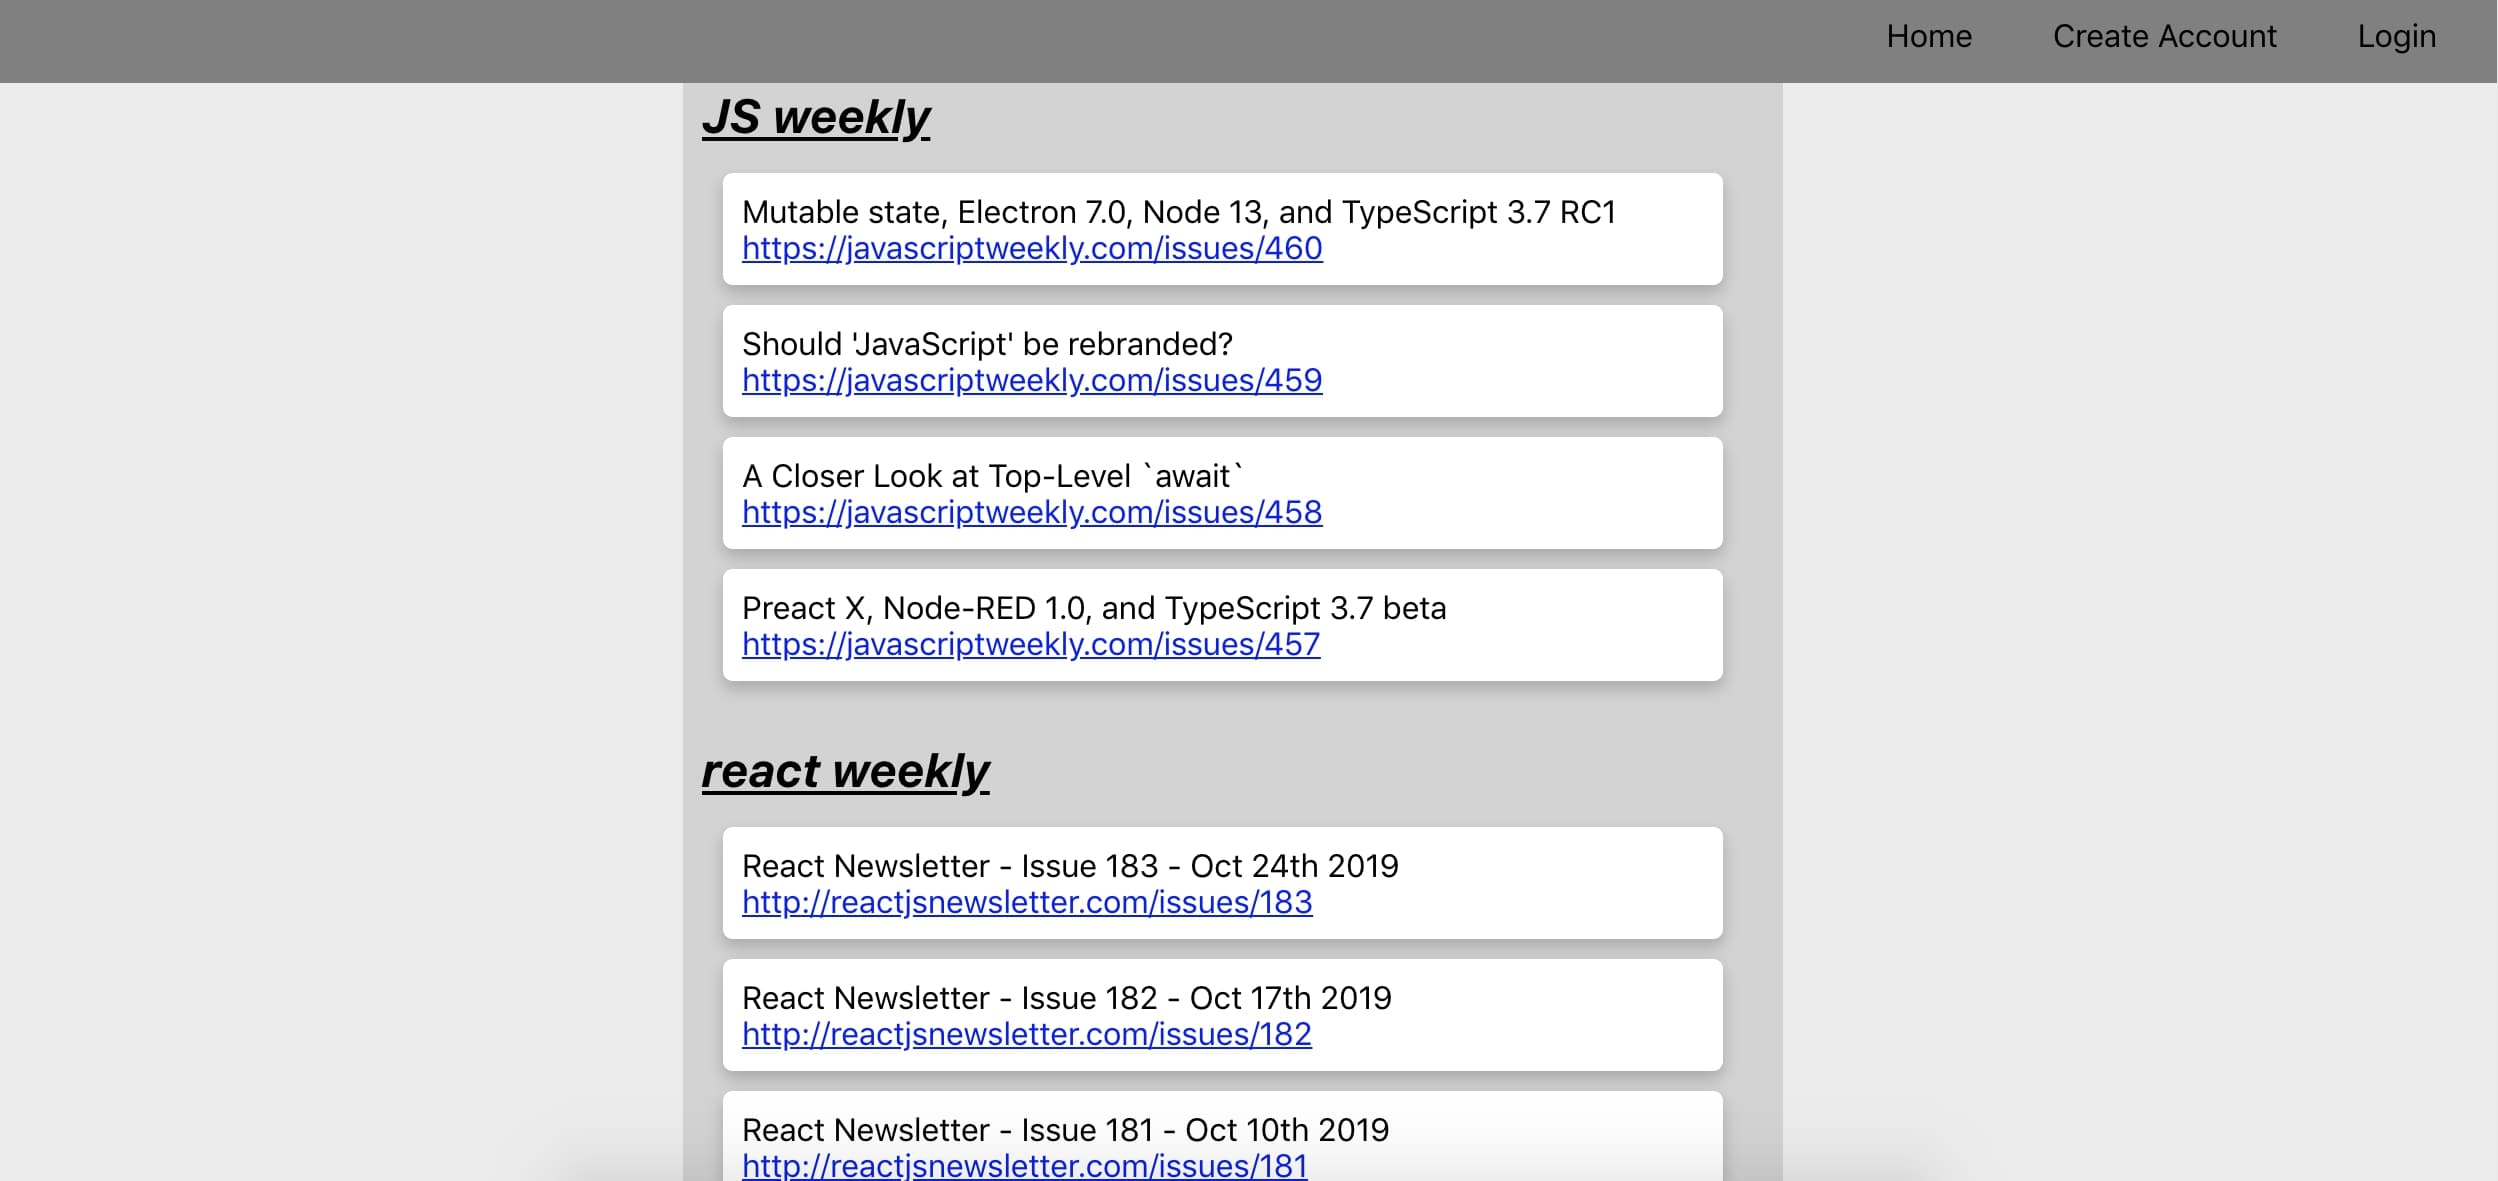 Home Create Account Login
JS weekly
Mutable state, Electron 7.0, Node 13, and TypeScript 3.7 RC1
https://javascriptweekly.com/issues/460
Should 'JavaScript' be rebranded?
https://javascriptweekly.com/issues/459
A Closer Look at Top-Level `await`
https://javascriptweekly.com/issues/458
Preact X, Node-RED 1.0, and TypeScript 3.7 beta
https://javascriptweekly.com/issues/457
react weekly
React Newsletter - Issue 183 - Oct 24th 2019
http://reactjsnewsletter.com/issues/183
React Newsletter - Issue 182 - Oct 17th 2019
http://reactjsnewsletter.com/issues/182
React Newsletter - Issue 181 - Oct 10th 2019
http://reactjsnewsletter.com/issues/181